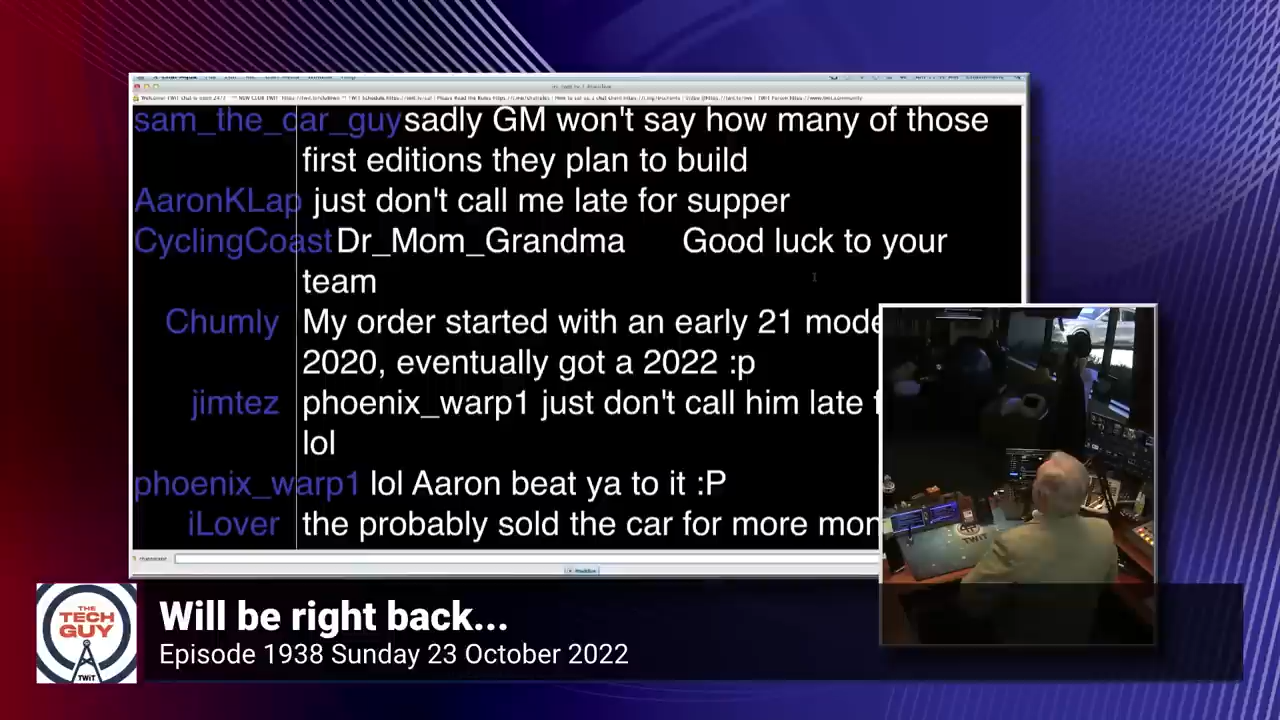 sam_the_car_guy sadly GM won't say how many of those
first editions they plan to build
AaronKLap just don't call me late for supper
CyclingCoast Dr_Mom_Grandma Good luck to your
team
Chumly My order started with an early 21 mode
2020, eventually got a 2022 :p
jimtez phoenix_warp1 just don't call him late f
lol
phoenix_warp1 lol Aaron beat ya to it :P
iLover the probably sold the car for more mon
THE
TECH
GUY
TWiT
Will be right back...
Episode 1938 Sunday 23 October 2022
TWiT